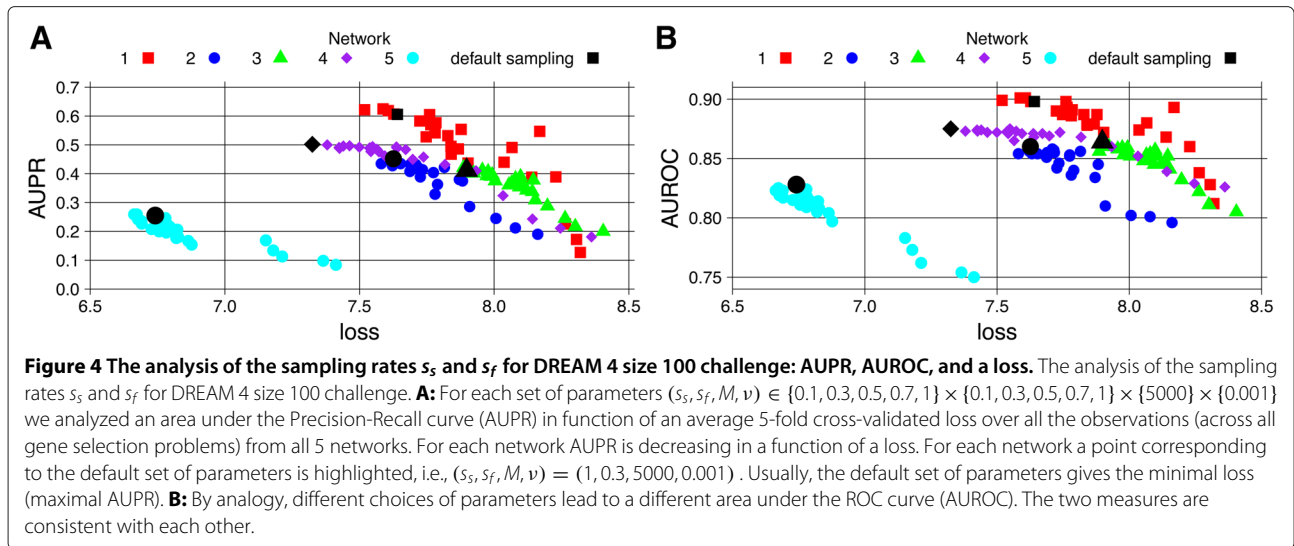 A
Network
1 2 3 4 5 default sampling
0.7
0.6
0.5
0.4
0.3
0.2
0.1
0.0
AUPR
6.5 7.0 7.5 8.0 8.5
loss
B
Network
1 2 3 4 5 default sampling
0.90
0.85
0.80
0.75
AUROC
6.5 7.0 7.5 8.0 8.5
loss
Figure 4 The analysis of the sampling rates s_s and s_f for DREAM 4 size 100 challenge: AUPR, AUROC, and a loss. The analysis of the sampling
rates s_s and s_f for DREAM 4 size 100 challenge. A: For each set of parameters (s_s, s_f, M, ν) ∈ {0.1, 0.3, 0.5, 0.7, 1} × {0.1, 0.3, 0.5, 0.7, 1} × {5000} × {0.001}
we analyzed an area under the Precision-Recall curve (AUPR) in function of an average 5-fold cross-validated loss over all the observations (across all
gene selection problems) from all 5 networks. For each network AUPR is decreasing in a function of a loss. For each network a point corresponding
to the default set of parameters is highlighted, i.e., (s_s, s_f, M, ν) = (1, 0.3, 5000, 0.001) . Usually, the default set of parameters gives the minimal loss
(maximal AUPR). B: By analogy, different choices of parameters lead to a different area under the ROC curve (AUROC). The two measures are
consistent with each other.